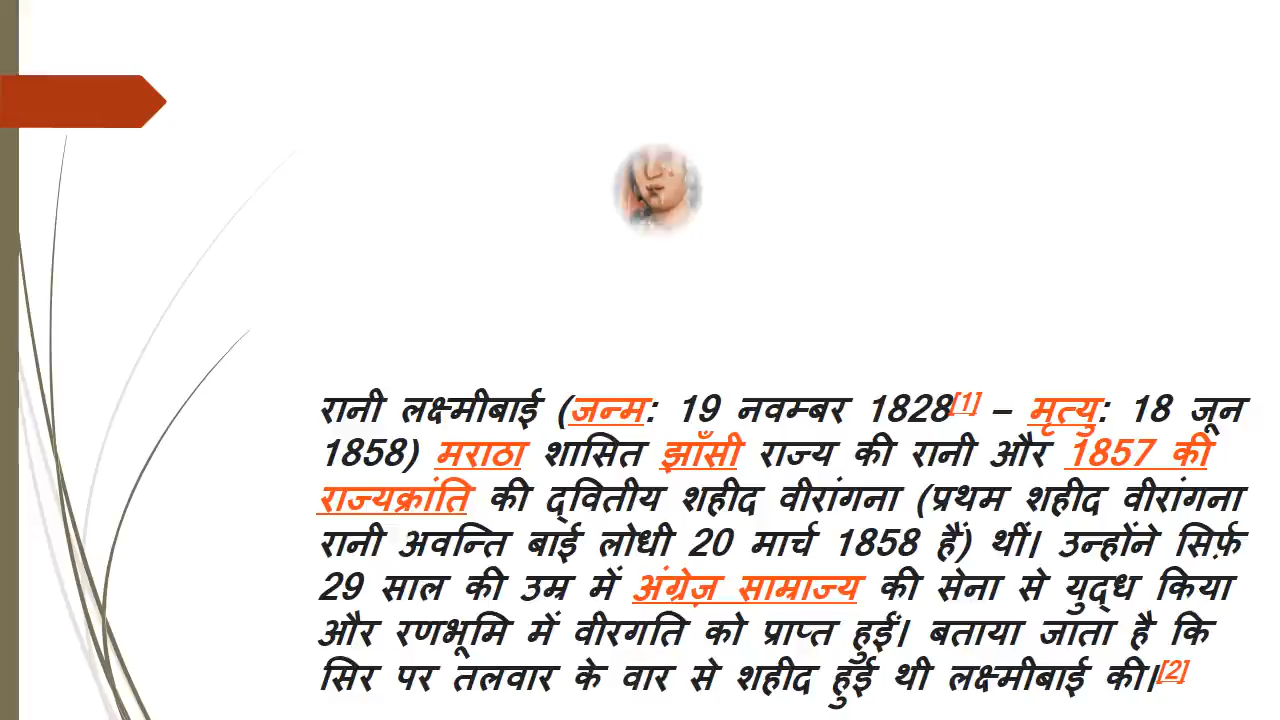 रानी लक्ष्मीबाई (जन्म: 19 नवम्बर 1828[1] – मृत्यु: 18 जून
1858) मराठा शासित झाँसी राज्य की रानी और 1857 की
राज्यक्रांति की द्वितीय शहीद वीरांगना (प्रथम शहीद वीरांगना
रानी अवन्ति बाई लोधी 20 मार्च 1858 हैं) थीं। उन्होंने सिर्फ़
29 साल की उम्र में अंग्रेज़ साम्राज्य की सेना से युद्ध किया
और रणभूमि में वीरगति को प्राप्त हुईं। बताया जाता है कि
सिर पर तलवार के वार से शहीद हुई थी लक्ष्मीबाई की।[2]